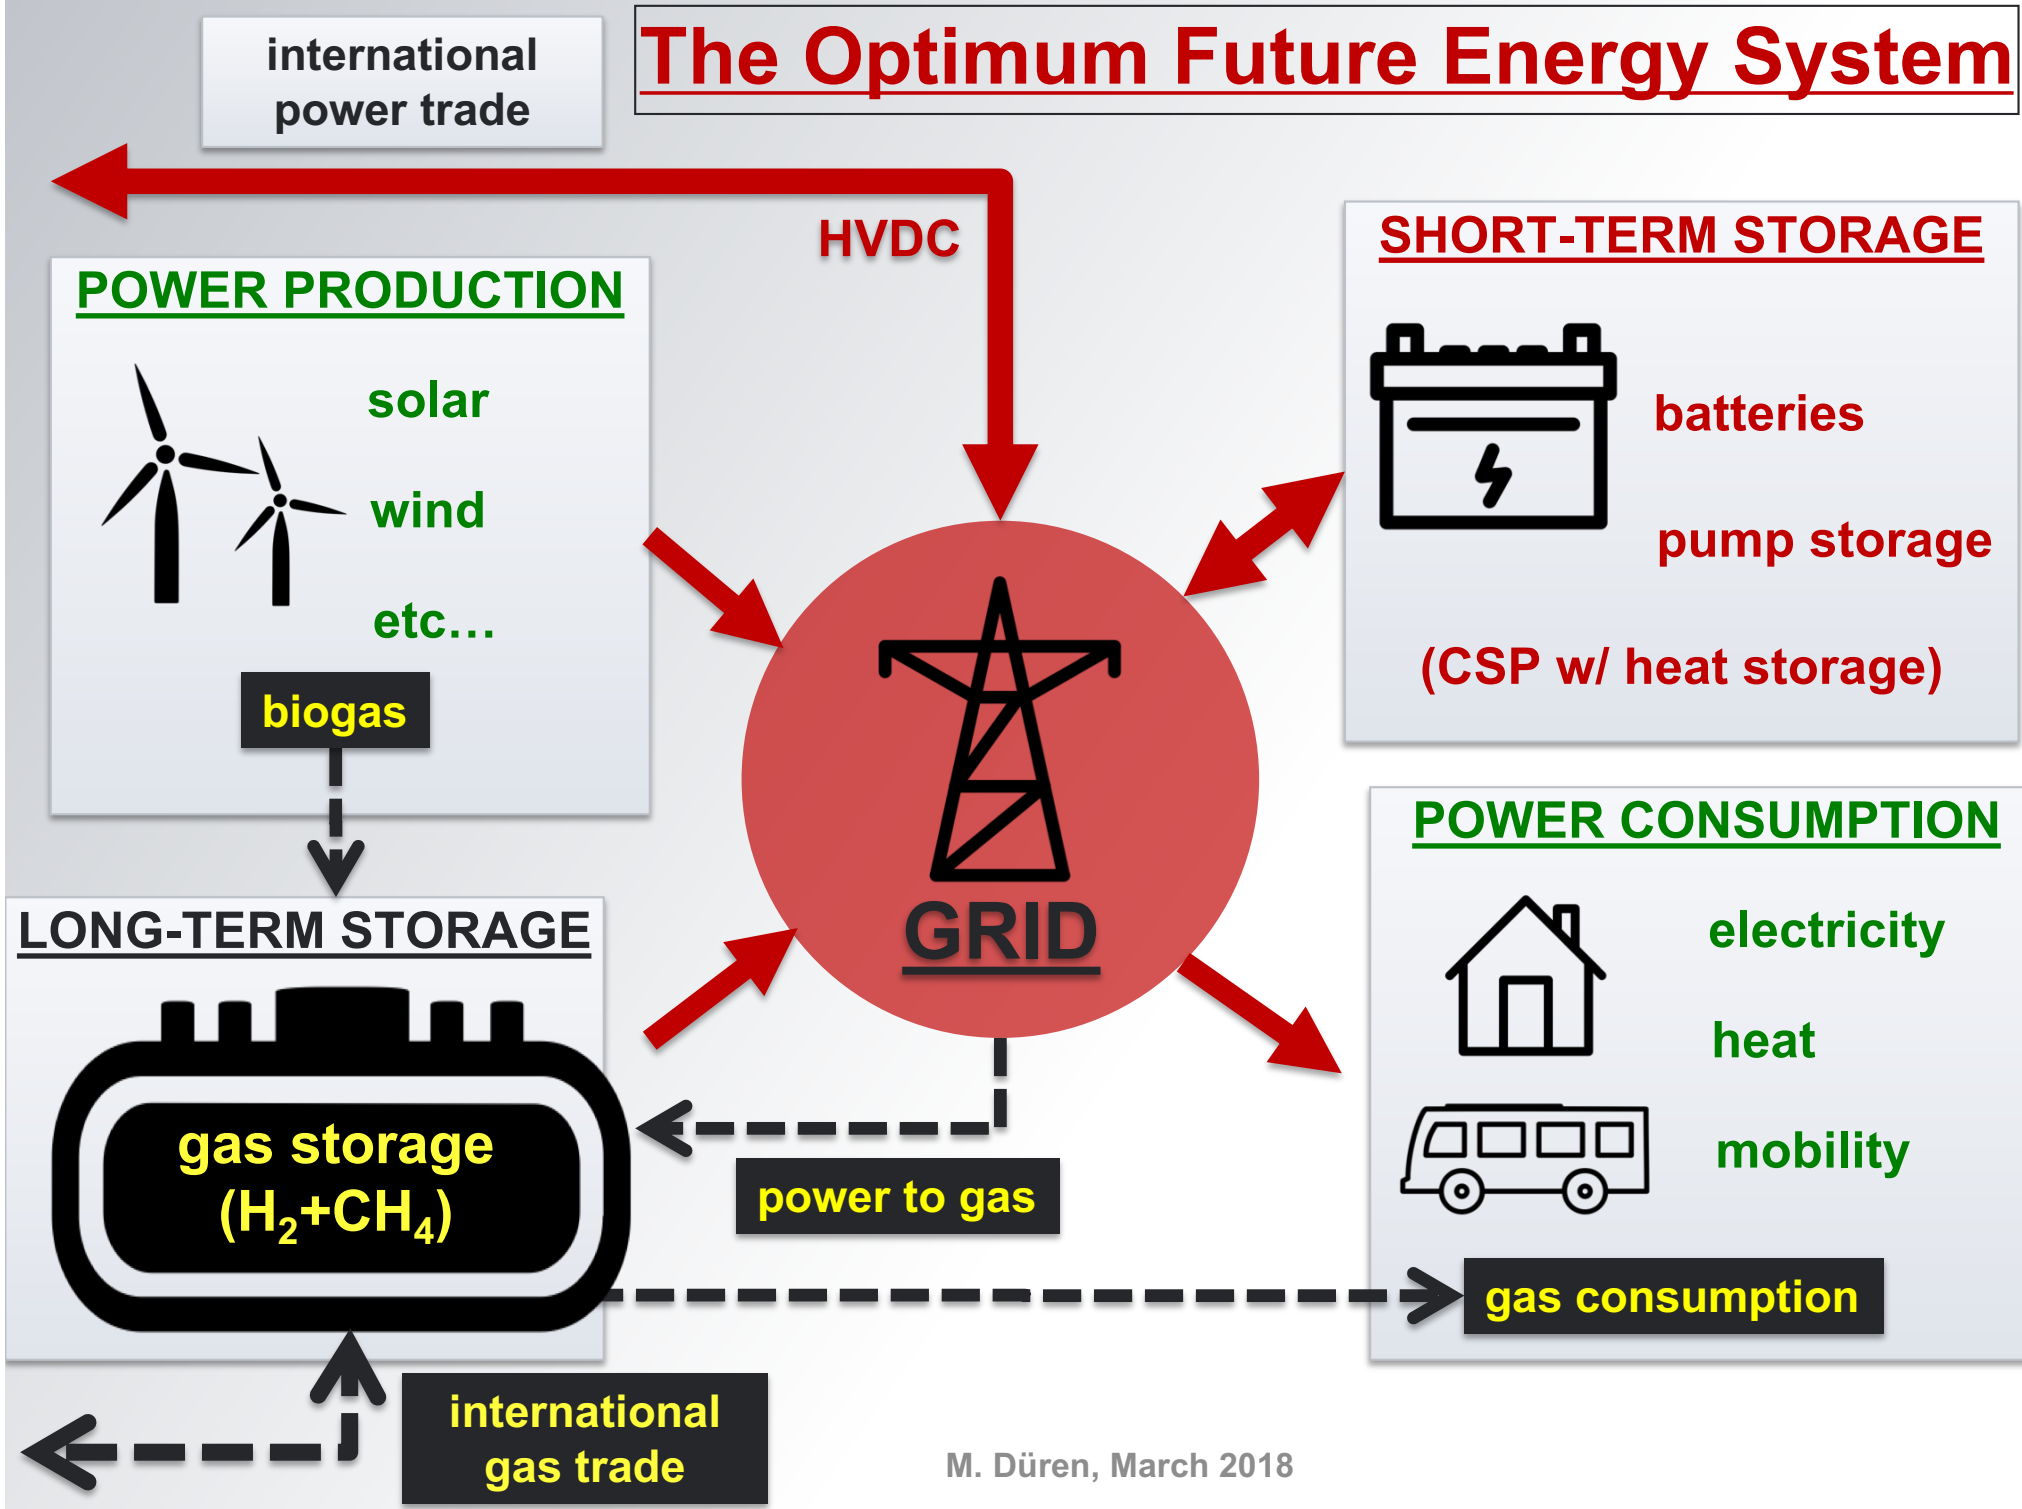 The Optimum Future Energy System
international
power trade
HVDC
POWER PRODUCTION
solar
wind
etc…
biogas
SHORT-TERM STORAGE
batteries
pump storage
(CSP w/ heat storage)
GRID
LONG-TERM STORAGE
gas storage
(H₂+CH₄)
power to gas
POWER CONSUMPTION
electricity
heat
mobility
gas consumption
international
gas trade
M. Düren, March 2018